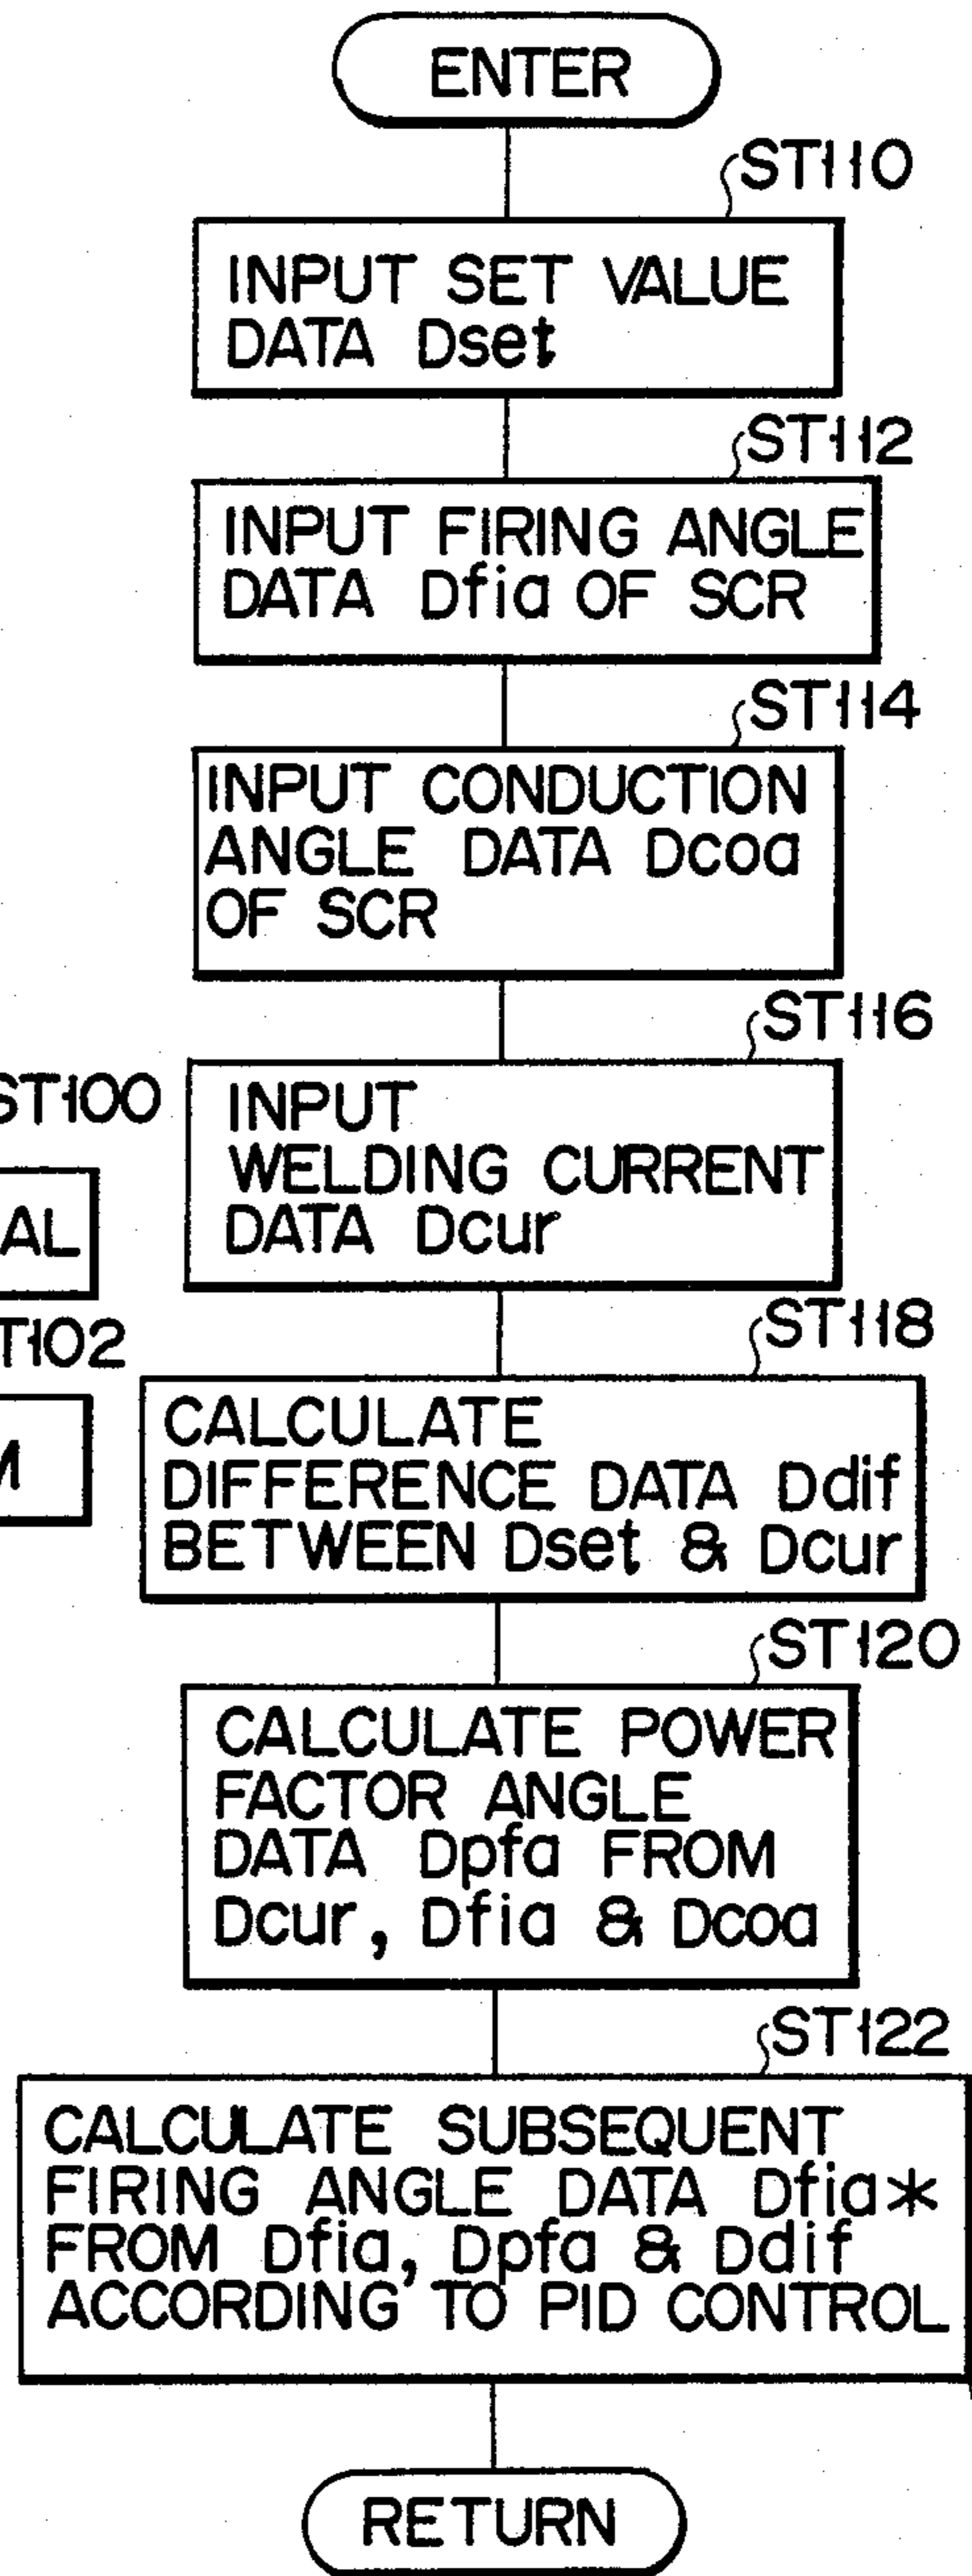 ENTER
ST110
INPUT SET VALUE
DATA Dset
ST112
INPUT FIRING ANGLE
DATA Dfia OF SCR
ST114
INPUT CONDUCTION
ANGLE DATA Dcoa
OF SCR
ST116
INPUT
WELDING CURRENT
DATA Dcur
ST100
AL
T102
M
ST118
CALCULATE
DIFFERENCE DATA Ddif
BETWEEN Dset & Dcur
ST120
CALCULATE POWER
FACTOR ANGLE
DATA Dpfa FROM
Dcur, Dfia & Dcoa
ST122
CALCULATE SUBSEQUENT
FIRING ANGLE DATA Dfia*
FROM Dfia, Dpfa & Ddif
ACCORDING TO PID CONTROL
RETURN